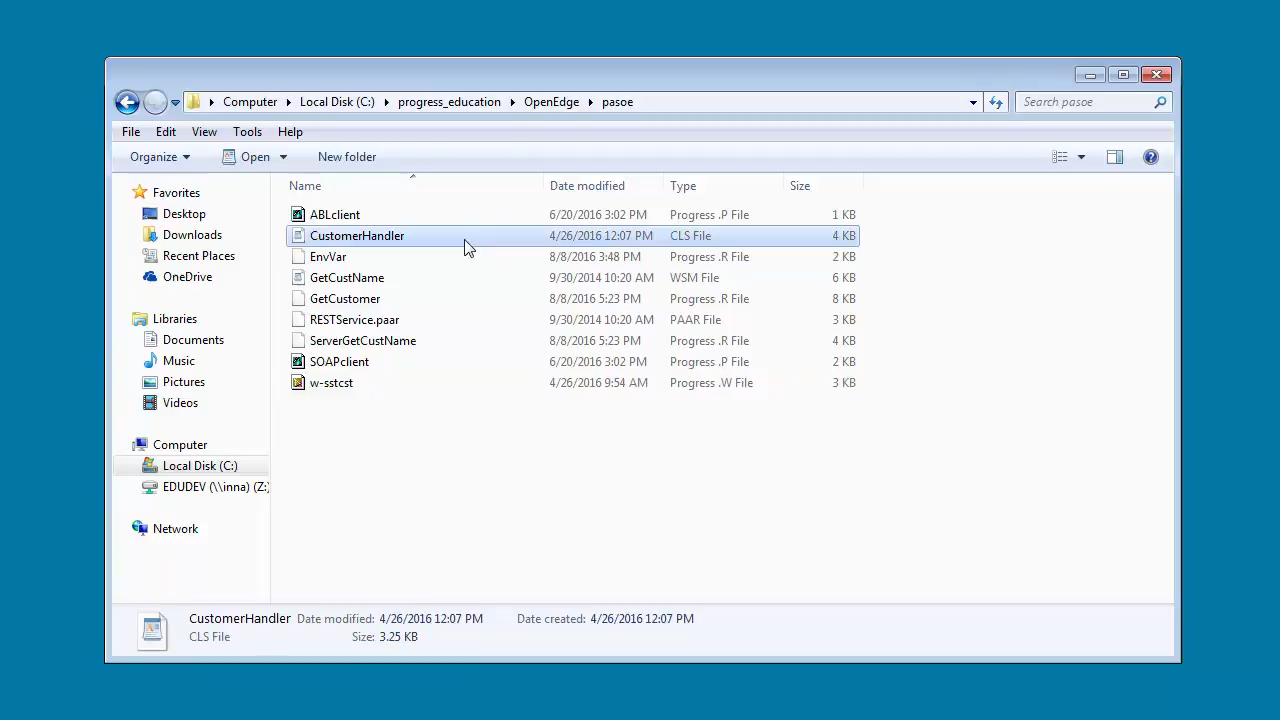 Computer Local Disk (C:) progress_education OpenEdge pasoe Search pasoe
File Edit View Tools Help
Organize Open New folder
Name Date modified Type Size
Favorites
Desktop
Downloads
Recent Places
OneDrive
Libraries
Documents
Music
Pictures
Videos
Computer
Local Disk (C:)
EDUDEV (\\inna) (Z:)
Network
ABLclient 6/20/2016 3:02 PM Progress .P File 1 KB
CustomerHandler 4/26/2016 12:07 PM CLS File 4 KB
EnvVar 8/8/2016 3:48 PM Progress .R File 2 KB
GetCustName 9/30/2014 10:20 AM WSM File 6 KB
GetCustomer 8/8/2016 5:23 PM Progress .R File 8 KB
RESTService.paar 9/30/2014 10:20 AM PAAR File 3 KB
ServerGetCustName 8/8/2016 5:23 PM Progress .R File 4 KB
SOAPclient 6/20/2016 3:02 PM Progress .P File 2 KB
w-sstcst 4/26/2016 9:54 AM Progress .W File 3 KB
CustomerHandler Date modified: 4/26/2016 12:07 PM Date created: 4/26/2016 12:07 PM
CLS File Size: 3.25 KB